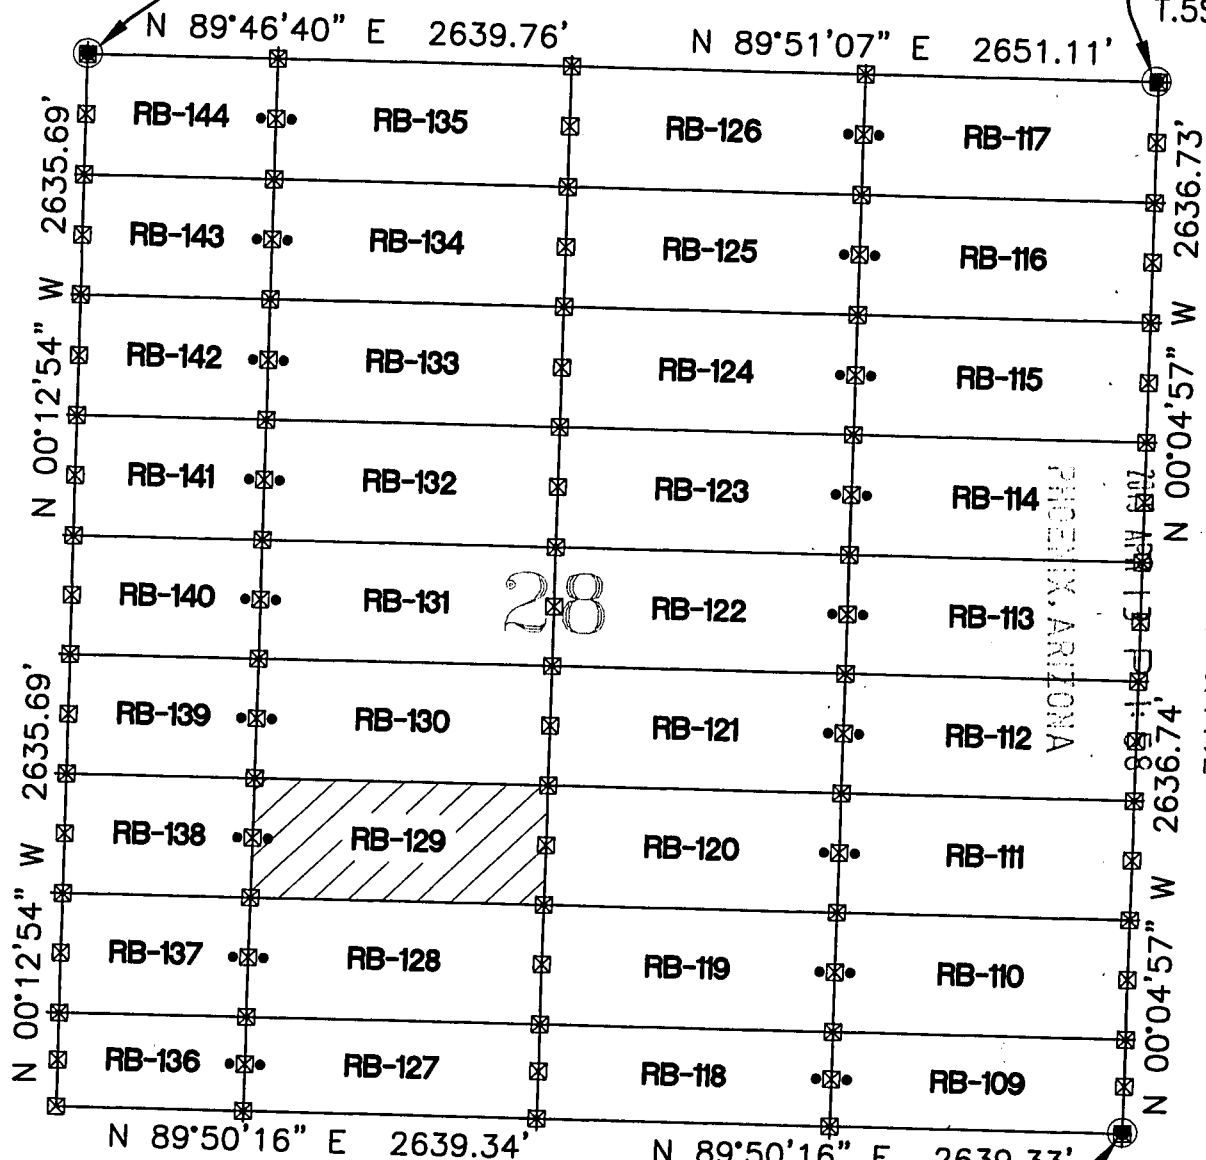 T.5S
N 89°46'40" E 2639.76'
N 89°51'07" E 2651.11'
2635.69'
N 00°12'54" W
2635.69'
N 00°12'54" W
2636.73'
N 00°04'57" W
2636.74'
N 00°04'57" W
RB-144 RB-135 RB-126 RB-117
RB-143 RB-134 RB-125 RB-116
RB-142 RB-133 RB-124 RB-115
RB-141 RB-132 RB-123 RB-114
RB-140 RB-131 RB-122 RB-113
28
RB-139 RB-130 RB-121 RB-112
RB-138 RB-129 RB-120 RB-111
RB-137 RB-128 RB-119 RB-110
RB-136 RB-127 RB-118 RB-109
PHOENIX, ARIZONA
N 89°50'16" E 2639.34'
N 89°50'16" E 2639.33'